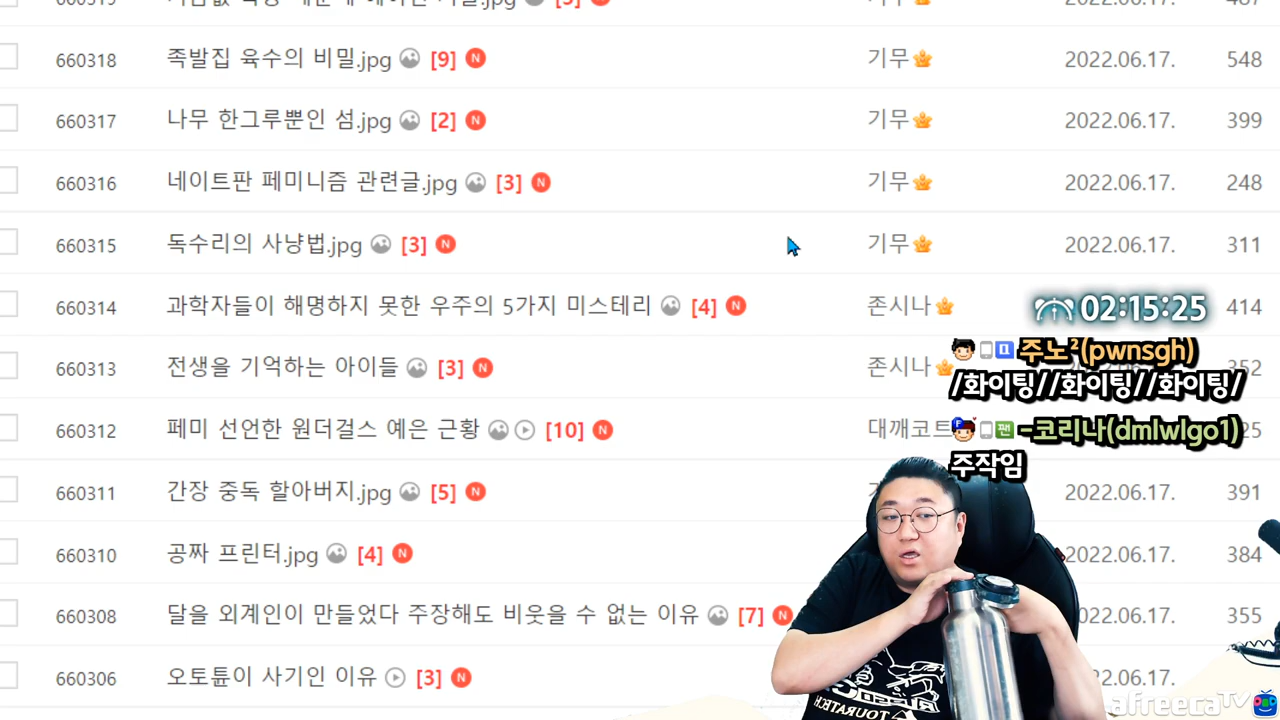 660318 족발집 육수의 비밀.jpg [9] N 기무 2022.06.17. 548
660317 나무 한그루뿐인 섬.jpg [2] N 기무 2022.06.17. 399
660316 네이트판 페미니즘 관련글.jpg [3] N 기무 2022.06.17. 248
660315 독수리의 사냥법.jpg [3] N 기무 2022.06.17. 311
660314 과학자들이 해명하지 못한 우주의 5가지 미스테리 [4] N 존시나 414
02:15:25
660313 전생을 기억하는 아이들 [3] N 존시나
주노²(pwnsgh)
/화이팅//화이팅//화이팅/
660312 페미 선언한 원더걸스 예은 근황 [10] N 대깨코트
팬 -코리나(dmlwlgo1)
주작임
660311 간장 중독 할아버지.jpg [5] N 2022.06.17. 391
660310 공짜 프린터.jpg [4] N 2022.06.17. 384
660308 달을 외계인이 만들었다 주장해도 비웃을 수 없는 이유 [7] N 022.06.17. 355
660306 오토튠이 사기인 이유 [3] N
afreecaTV